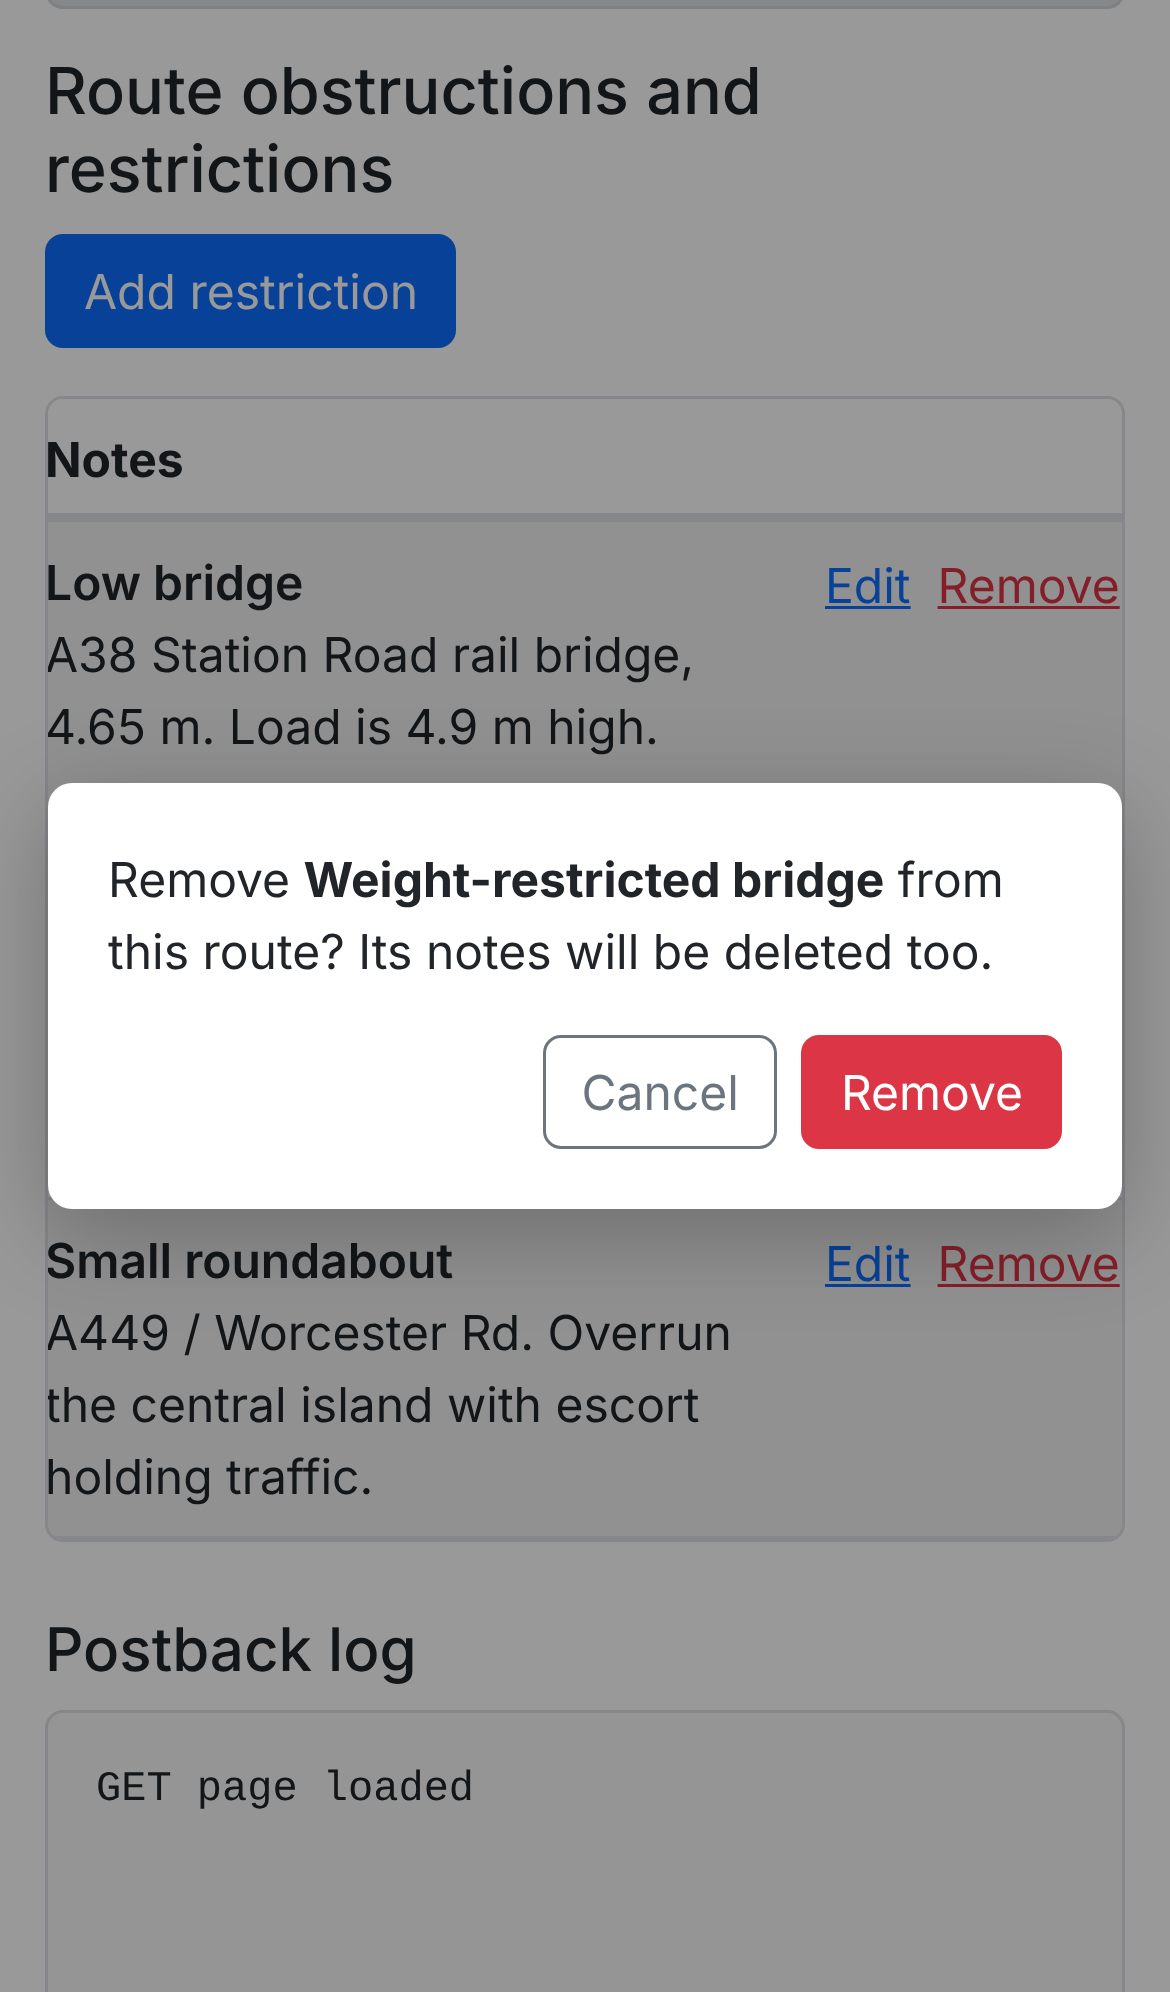 Route obstructions and
restrictions
Add restriction
Notes
Low bridge
Edit Remove
A38 Station Road rail bridge,
4.65 m. Load is 4.9 m high.
Remove Weight-restricted bridge from
this route? Its notes will be deleted too.
Cancel Remove
Small roundabout
Edit Remove
A449 / Worcester Rd. Overrun
the central island with escort
holding traffic.
Postback log
GET page loaded